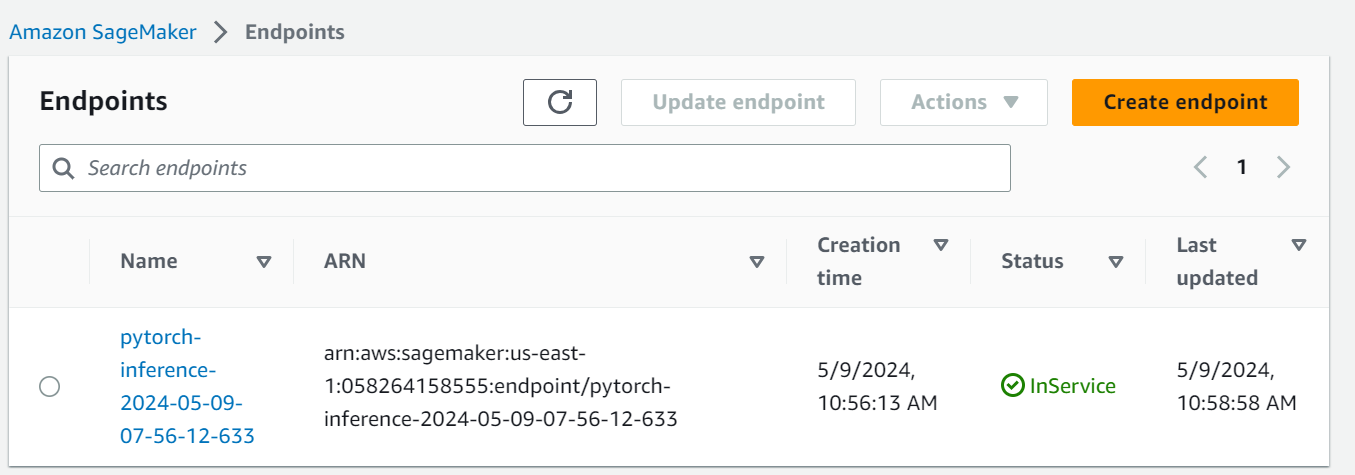 Amazon SageMaker > Endpoints
Endpoints
Update endpoint
Actions
Create endpoint
Search endpoints
1
Name
ARN
Creation
time
Status
Last
updated
pytorch-
inference-
2024-05-09-
07-56-12-633
arn:aws:sagemaker:us-east-
1:058264158555:endpoint/pytorch-
inference-2024-05-09-07-56-12-633
5/9/2024,
10:56:13 AM
InService
5/9/2024,
10:58:58 AM